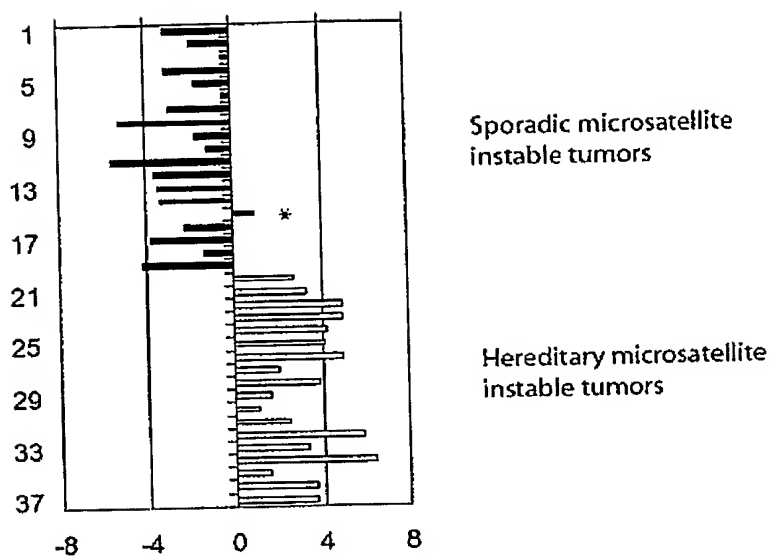 1
5
9
13
17
21
25
29
33
37
-8 -4 0 4 8
*
Sporadic microsatellite
instable tumors
Hereditary microsatellite
instable tumors